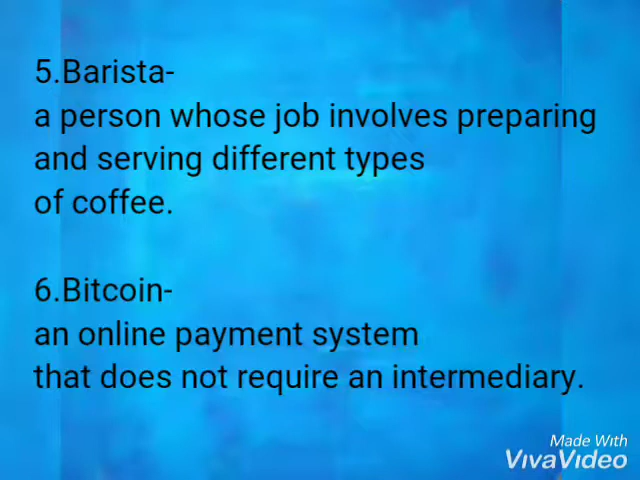 5.Barista-
a person whose job involves preparing
and serving different types
of coffee.
6.Bitcoin-
an online payment system
that does not require an intermediary.
Made With
VivaVideo